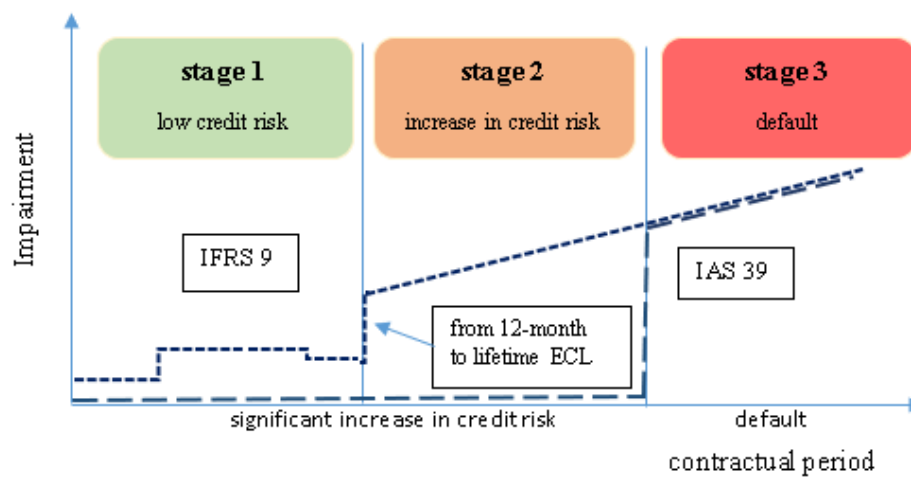 stage 1
low credit risk
stage 2
increase in credit risk
stage 3
default
Impairment
IFRS 9
IAS 39
from 12-month
to lifetime ECL
significant increase in credit risk
default
contractual period